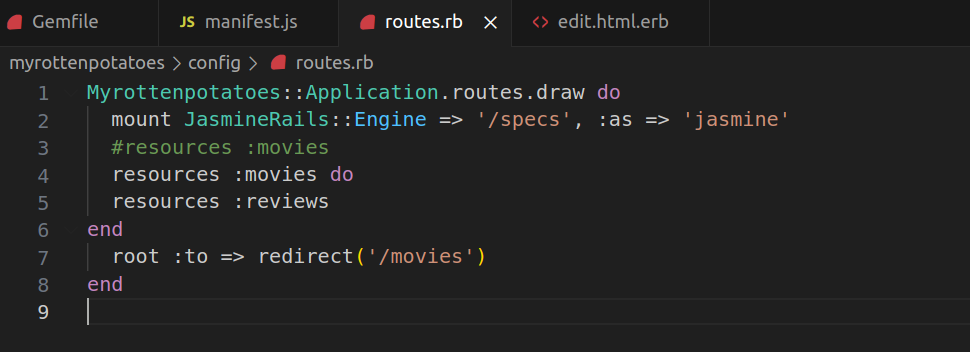 Gemfile JS manifest.js routes.rb edit.html.erb
myrottenpotatoes > config > routes.rb
1 Myrottenpotatoes::Application.routes.draw do
2   mount JasmineRails::Engine => '/specs', :as => 'jasmine'
3   #resources :movies
4   resources :movies do
5   resources :reviews
6 end
7   root :to => redirect('/movies')
8 end
9